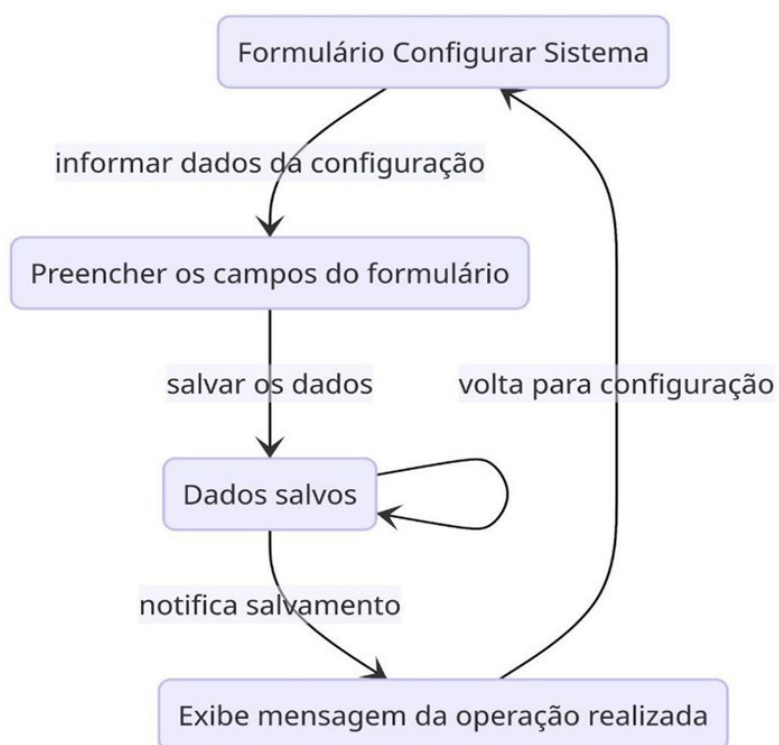 Formulário Configurar Sistema
informar dados da configuração
Preencher os campos do formulário
salvar os dados
volta para configuração
Dados salvos
notifica salvamento
Exibe mensagem da operação realizada